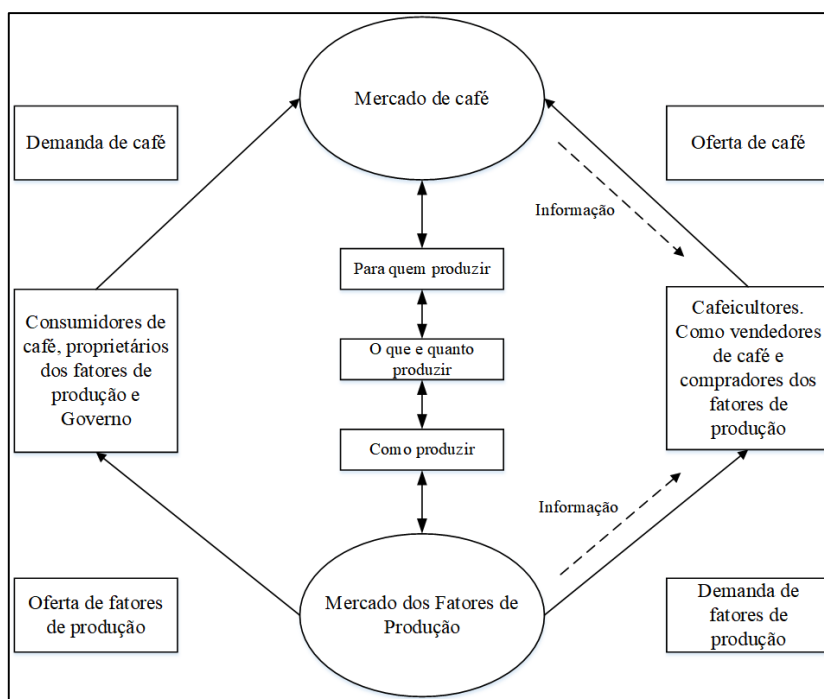 Mercado de café
Demanda de café
Oferta de café
Informação
Para quem produzir
Consumidores de
café, proprietários
dos fatores de
produção e
Governo
O que e quanto
produzir
Cafeicultores.
Como vendedores
de café e
compradores dos
fatores de
produção
Como produzir
Informação
Oferta de fatores
de produção
Mercado dos Fatores de
Produção
Demanda de
fatores de
produção